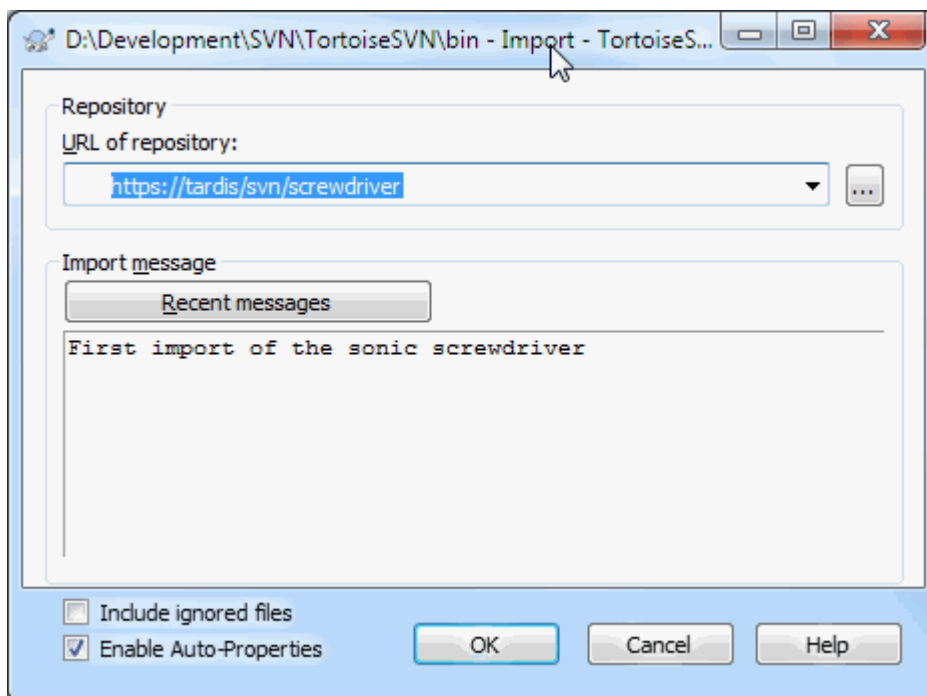 D:\Development\SVN\TortoiseSVN\bin - Import - TortoiseS...
Repository
URL of repository:
https://tardis/svn/screwdriver
...
Import message
Recent messages
First import of the sonic screwdriver
Include ignored files
Enable Auto-Properties
OK
Cancel
Help